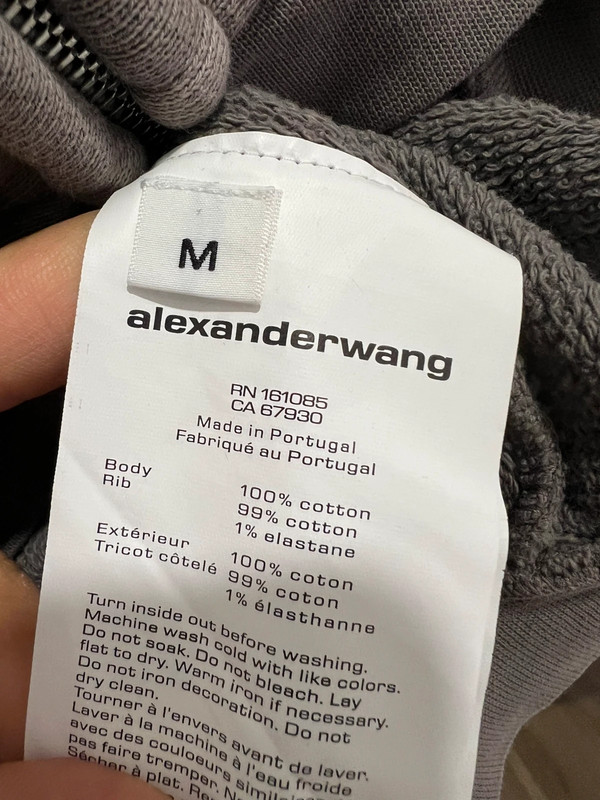 M
alexanderwang
RN 161085
CA 67930
Made in Portugal
Fabriqué au Portugal
Body 100% cotton
Rib 99% cotton
1% elastane
Extérieur 100% coton
Tricot côtelé 99% coton
1% élasthanne
Turn inside out before washing.
Machine wash cold with like colors.
Do not soak. Do not bleach. Lay
flat to dry. Warm iron if necessary.
Do not iron decoration. Do not
dry clean.
Tourner à l'envers avant de laver.
Laver à la machine à l'eau froide
avec des couloeurs
pas faire tremper.
Sécher à plat.